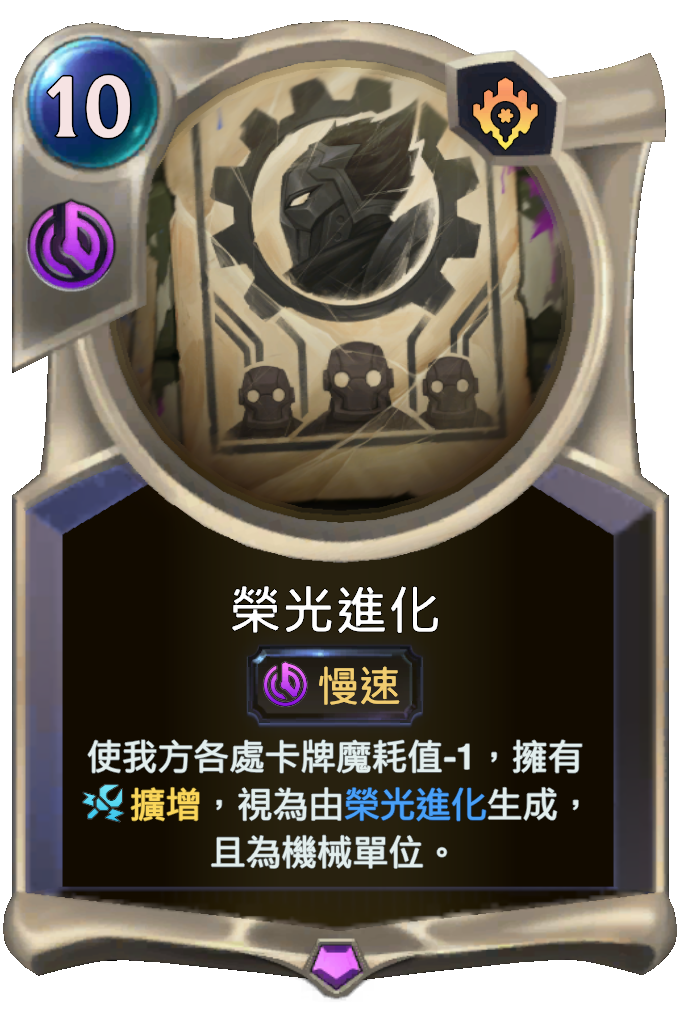 10
榮光進化
慢速
使我方各處卡牌魔耗值-1，擁有
擴增，視為由榮光進化生成，
且為機械單位。